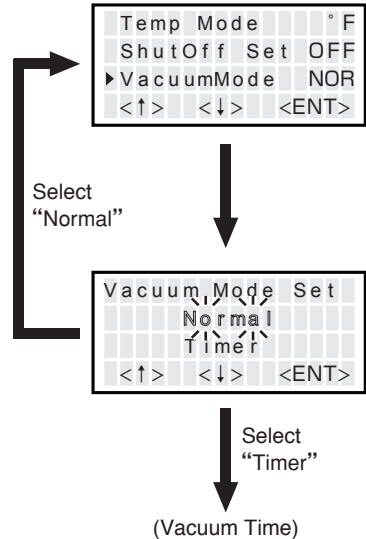 Temp Mode °F
ShutOff Set OFF
▶VacuumMode NOR
<↑> <↓> <ENT>
Select
“Normal”
Vacuum Mode Set
Normal
Timer
<↑> <↓> <ENT>
Select
“Timer”
(Vacuum Time)